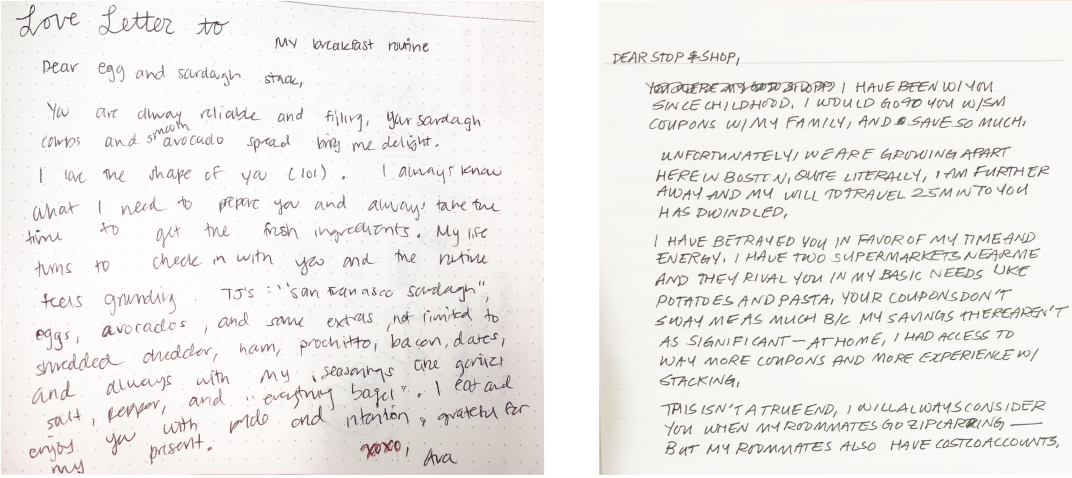 Love Letter to
My breakfast routine
Dear egg and sardaugh stack,
You are always reliable and filling, your sardaugh
carbs and smooth avocado spread bring me delight.
I love the shape of you (lol). I always know
what I need to prepare you and always take the
time to get the fresh ingredients. My life
turns to check in with you and the routine
feels grounding. TJ's: "San Franasco sardaugh",
eggs, avocados, and some extras, not limited to
shredded cheddar, ham, prochitto, bacon, dates,
and always with my seasonings are garlic
salt, pepper, and "everything bagel". I eat and
enjoy you with pride and intention, grateful for
my present.
xoxo, Ava
DEAR STOP & SHOP,
I HAVE BEEN W/ YOU
SINCE CHILDHOOD. I WOULD GO TO YOU W/ SM
COUPONS W/ MY FAMILY, AND SAVE SO MUCH.
UNFORTUNATELY, WE ARE GROWING APART
HERE IN BOSTON, QUITE LITERALLY, I AM FURTHER
AWAY AND MY WILL TO TRAVEL 25 MIN TO YOU
HAS DWINDLED.
I HAVE BETRAYED YOU IN FAVOR OF MY TIME AND
ENERGY. I HAVE TWO SUPERMARKETS NEAR ME
AND THEY RIVAL YOU IN MY BASIC NEEDS LIKE
POTATOES AND PASTA. YOUR COUPONS DON'T
SWAY ME AS MUCH B/C MY SAVINGS THERE AREN'T
AS SIGNIFICANT — AT HOME, I HAD ACCESS TO
WAY MORE COUPONS AND MORE EXPERIENCE W/
STACKING.
THIS ISN'T A TRUE END, I WILL ALWAYS CONSIDER
YOU WHEN MY ROOMMATES GO ZIPCARRING —
BUT MY ROOMMATES ALSO HAVE COSTCO ACCOUNTS.